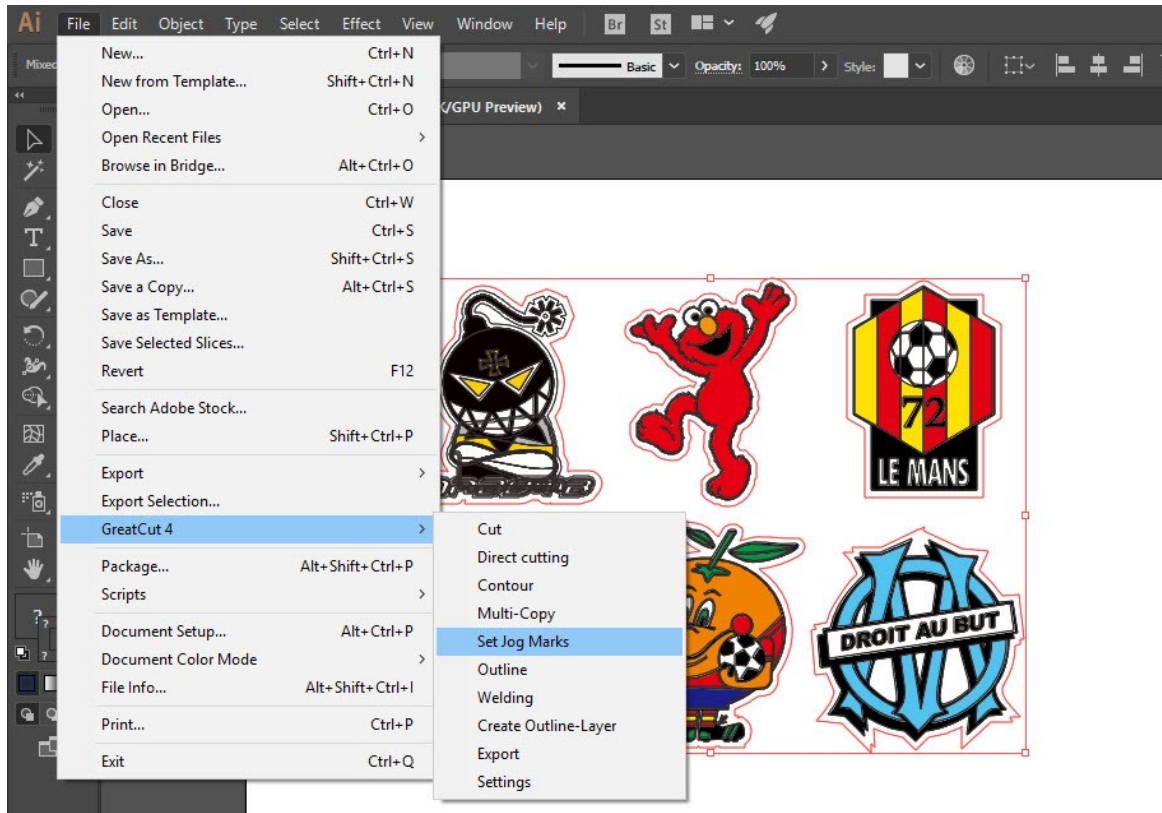 Ai File Edit Object Type Select Effect View Window Help Br St
Basic Opacity: 100% Style:
/GPU Preview) ×
New... Ctrl+N
New from Template... Shift+Ctrl+N
Open... Ctrl+O
Open Recent Files
Browse in Bridge... Alt+Ctrl+O
Close Ctrl+W
Save Ctrl+S
Save As... Shift+Ctrl+S
Save a Copy... Alt+Ctrl+S
Save as Template...
Save Selected Slices...
Revert F12
Search Adobe Stock...
Place... Shift+Ctrl+P
Export
Export Selection...
GreatCut 4
Package... Alt+Shift+Ctrl+P
Scripts
Document Setup... Alt+Ctrl+P
Document Color Mode
File Info... Alt+Shift+Ctrl+I
Print... Ctrl+P
Exit Ctrl+Q
Cut
Direct cutting
Contour
Multi-Copy
Set Jog Marks
Outline
Welding
Create Outline-Layer
Export
Settings
72
LE MANS
DROIT AU BUT